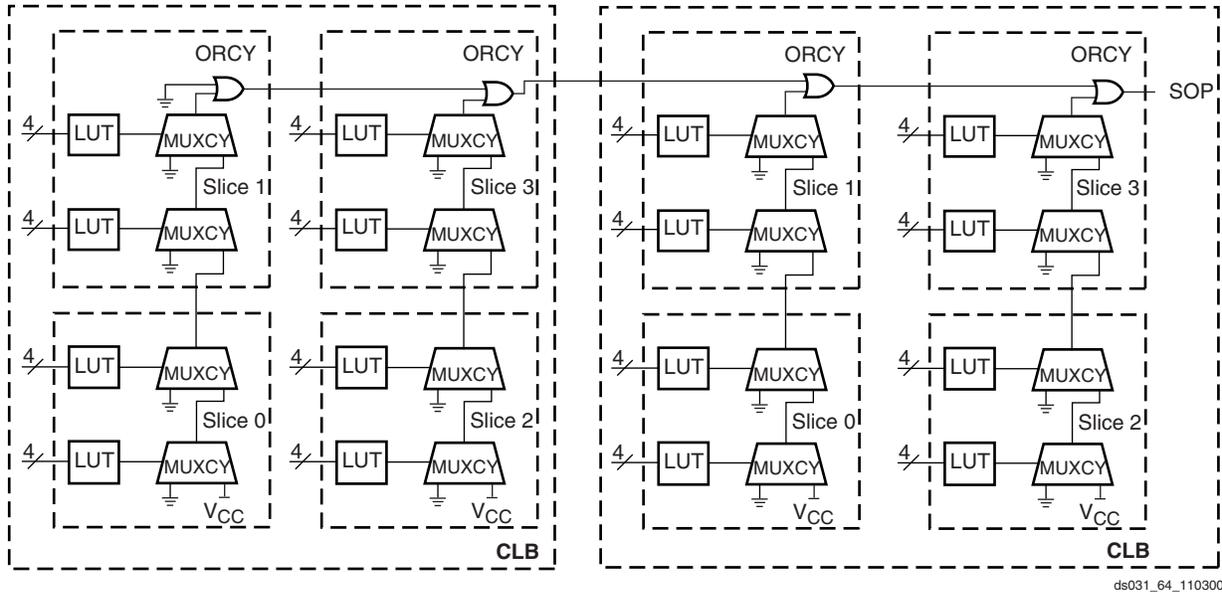 ORCY ORCY ORCY ORCY
SOP
4 LUT MUXCY 4 LUT MUXCY 4 LUT MUXCY 4 LUT MUXCY
Slice 1 Slice 3 Slice 1 Slice 3
4 LUT MUXCY 4 LUT MUXCY 4 LUT MUXCY 4 LUT MUXCY
4 LUT MUXCY 4 LUT MUXCY 4 LUT MUXCY 4 LUT MUXCY
Slice 0 Slice 2 Slice 0 Slice 2
4 LUT MUXCY 4 LUT MUXCY 4 LUT MUXCY 4 LUT MUXCY
VCC VCC VCC VCC
CLB CLB
ds031_64_110300